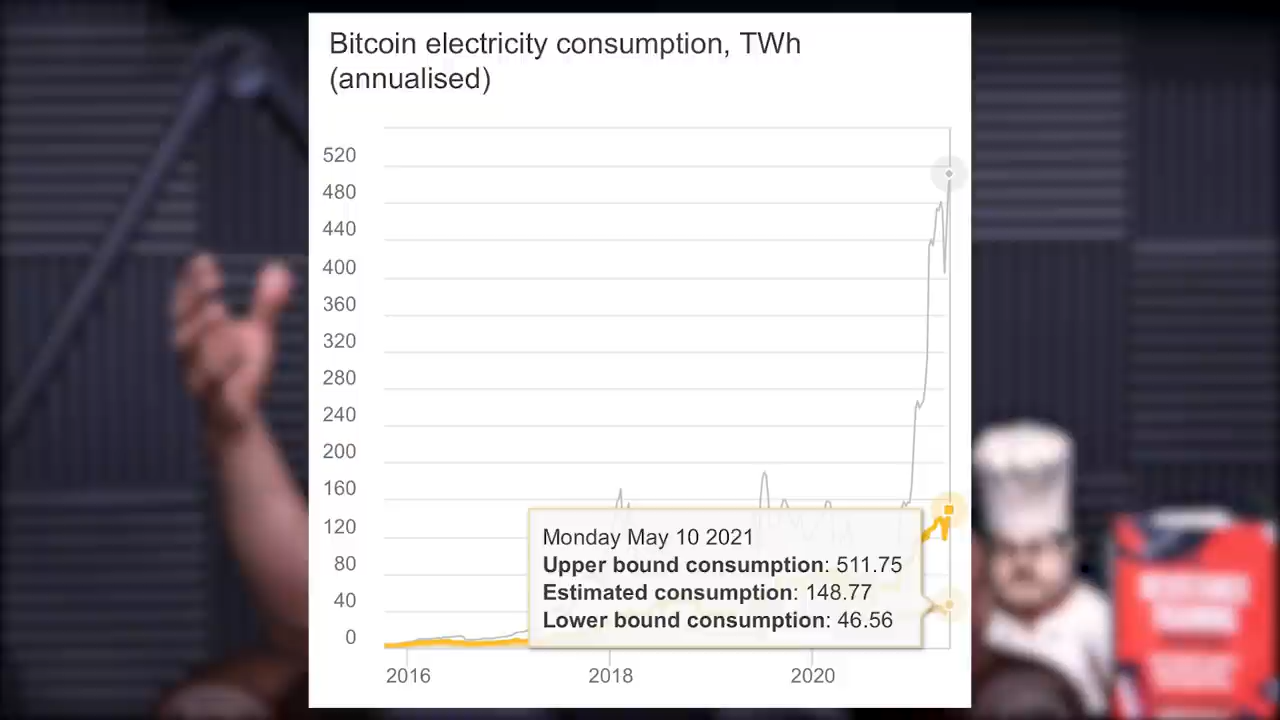 Bitcoin electricity consumption, TWh
(annualised)
520
480
440
400
360
320
280
240
200
160
120
80
40
0
Monday May 10 2021
Upper bound consumption: 511.75
Estimated consumption: 148.77
Lower bound consumption: 46.56
2016 2018 2020